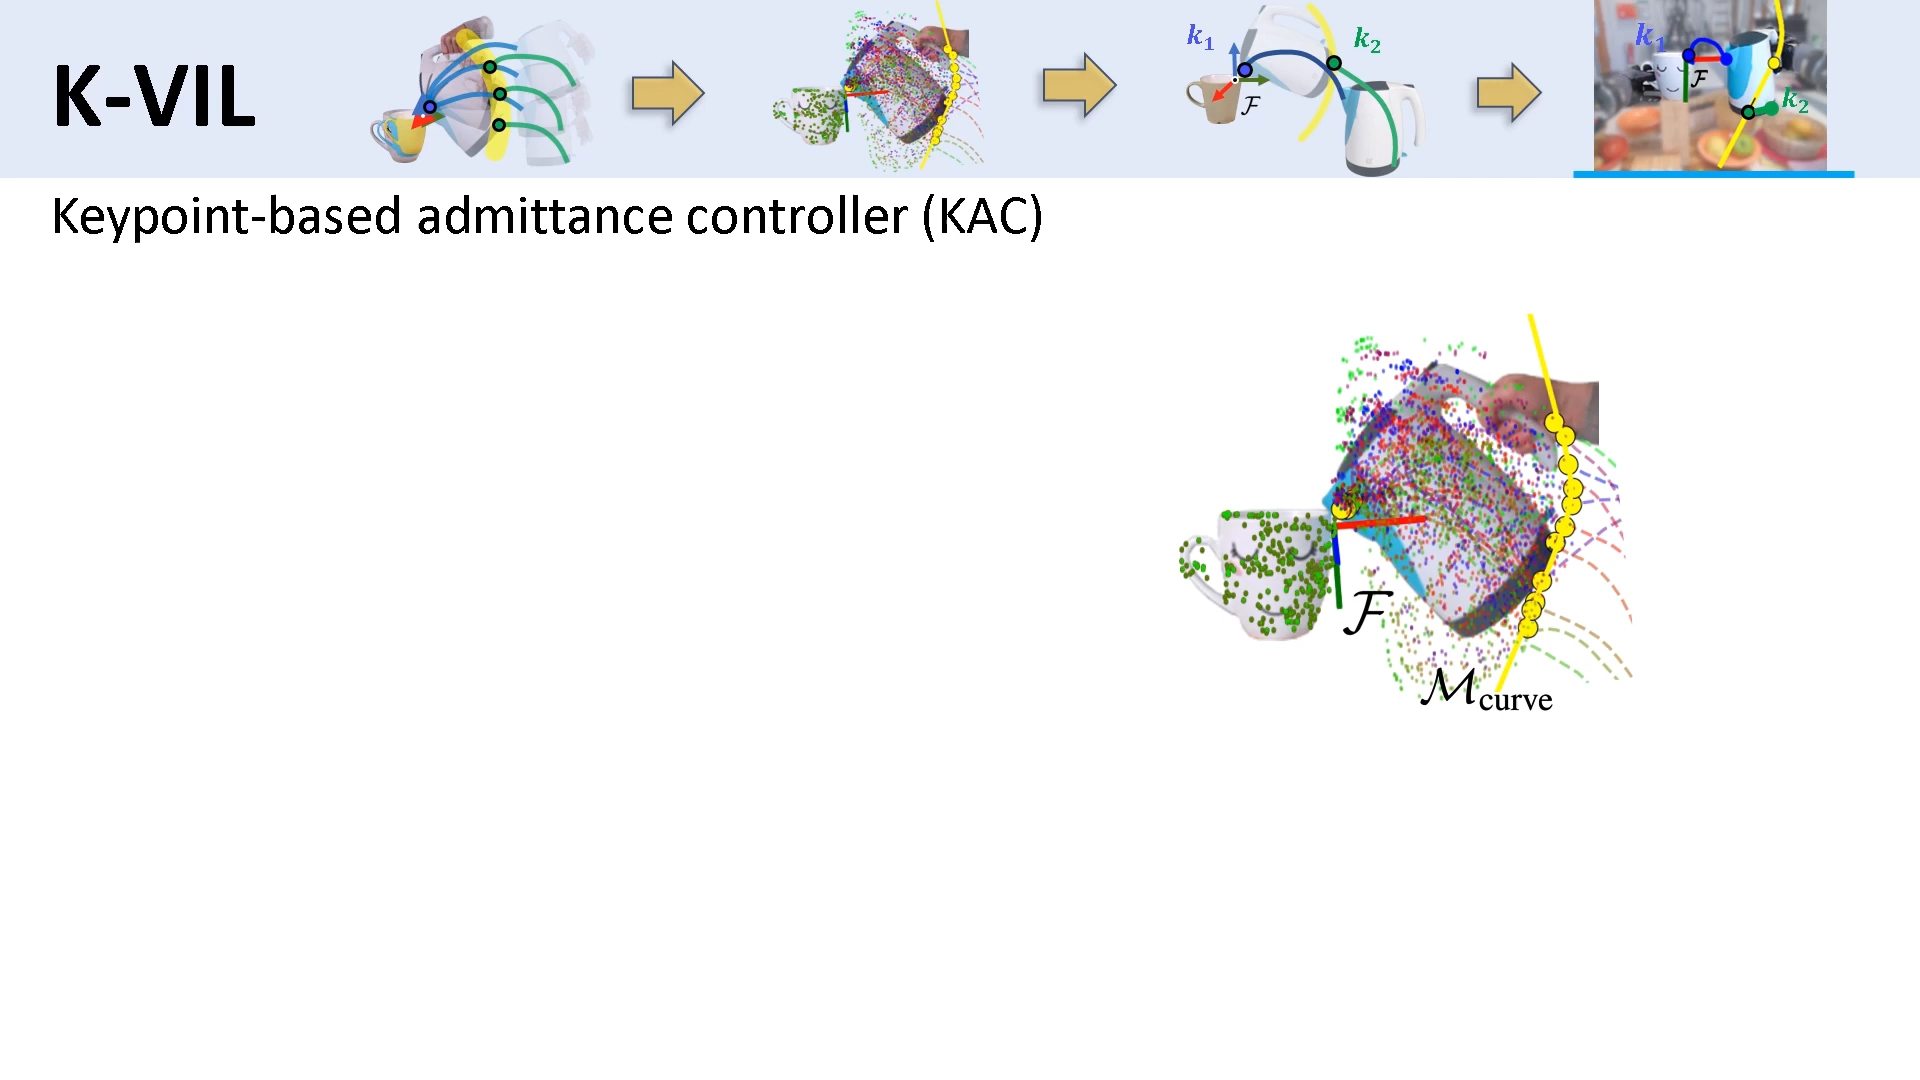 K-VIL
k₁ k₂
ℱ
k₁
ℱ
k₂
Keypoint-based admittance controller (KAC)
ℱ
ℳcurve